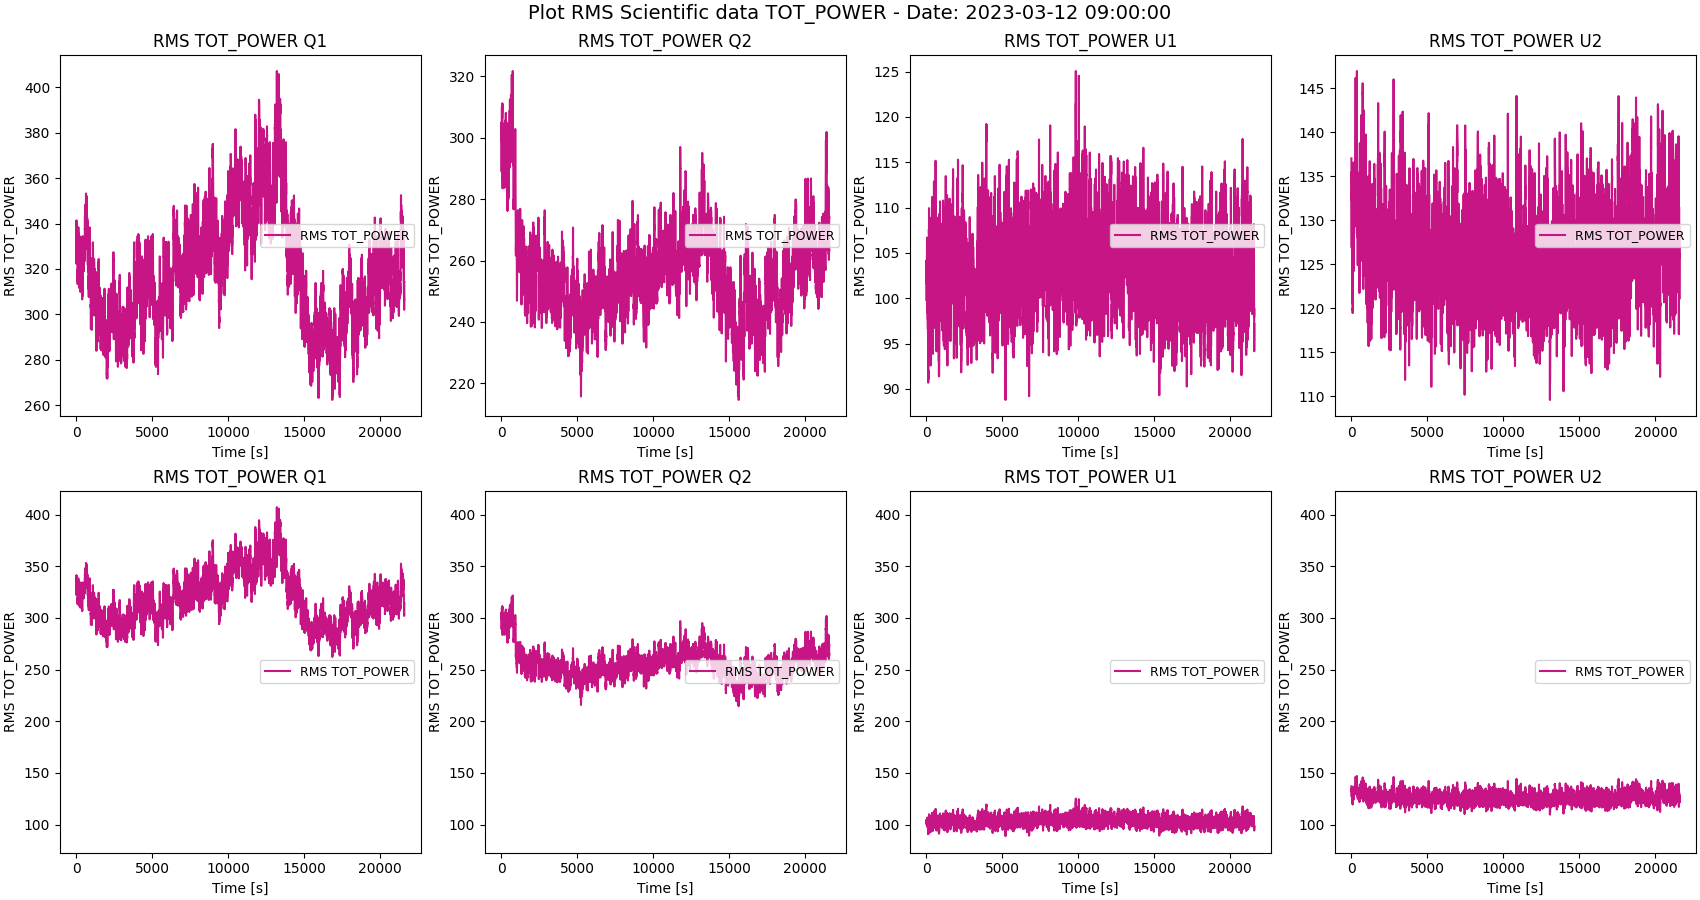 Plot RMS Scientific data TOT_POWER - Date: 2023-03-12 09:00:00
RMS TOT_POWER Q1
RMS TOT_POWER
400
380
360
340
320
300
280
260
0 5000 10000 15000 20000
Time [s]
RMS TOT_POWER
RMS TOT_POWER Q2
RMS TOT_POWER
320
300
280
260
240
220
0 5000 10000 15000 20000
Time [s]
RMS TOT_POWER
RMS TOT_POWER U1
RMS TOT_POWER
125
120
115
110
105
100
95
90
0 5000 10000 15000 20000
Time [s]
RMS TOT_POWER
RMS TOT_POWER U2
RMS TOT_POWER
145
140
135
130
125
120
115
110
0 5000 10000 15000 20000
Time [s]
RMS TOT_POWER
RMS TOT_POWER Q1
RMS TOT_POWER
400
350
300
250
200
150
100
0 5000 10000 15000 20000
Time [s]
RMS TOT_POWER
RMS TOT_POWER Q2
RMS TOT_POWER
400
350
300
250
200
150
100
0 5000 10000 15000 20000
Time [s]
RMS TOT_POWER
RMS TOT_POWER U1
RMS TOT_POWER
400
350
300
250
200
150
100
0 5000 10000 15000 20000
Time [s]
RMS TOT_POWER
RMS TOT_POWER U2
RMS TOT_POWER
400
350
300
250
200
150
100
0 5000 10000 15000 20000
Time [s]
RMS TOT_POWER